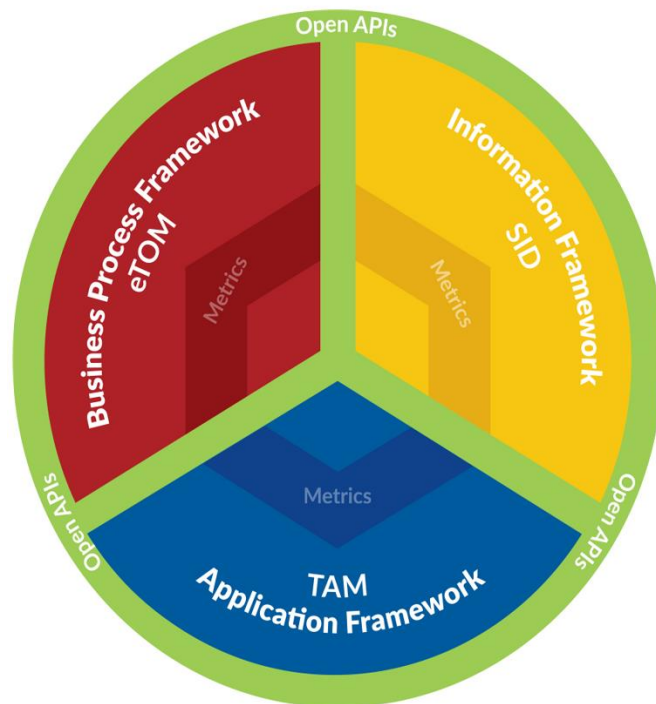 Open APIs
Business Process Framework
eTOM
Metrics
Information Framework
SID
Metrics
Metrics
TAM
Application Framework
Open APIs
Open APIs